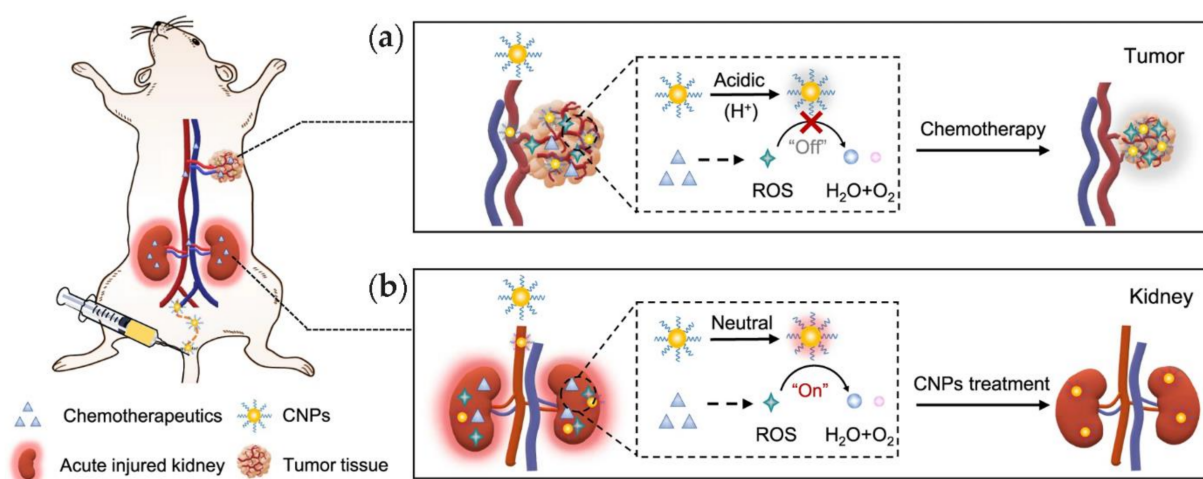 (a)
Tumor
Acidic
(H⁺)
"Off"
ROS
H₂O+O₂
Chemotherapy
(b)
Kidney
Neutral
"On"
ROS
H₂O+O₂
CNPs treatment
Chemotherapeutics
CNPs
Acute injured kidney
Tumor tissue